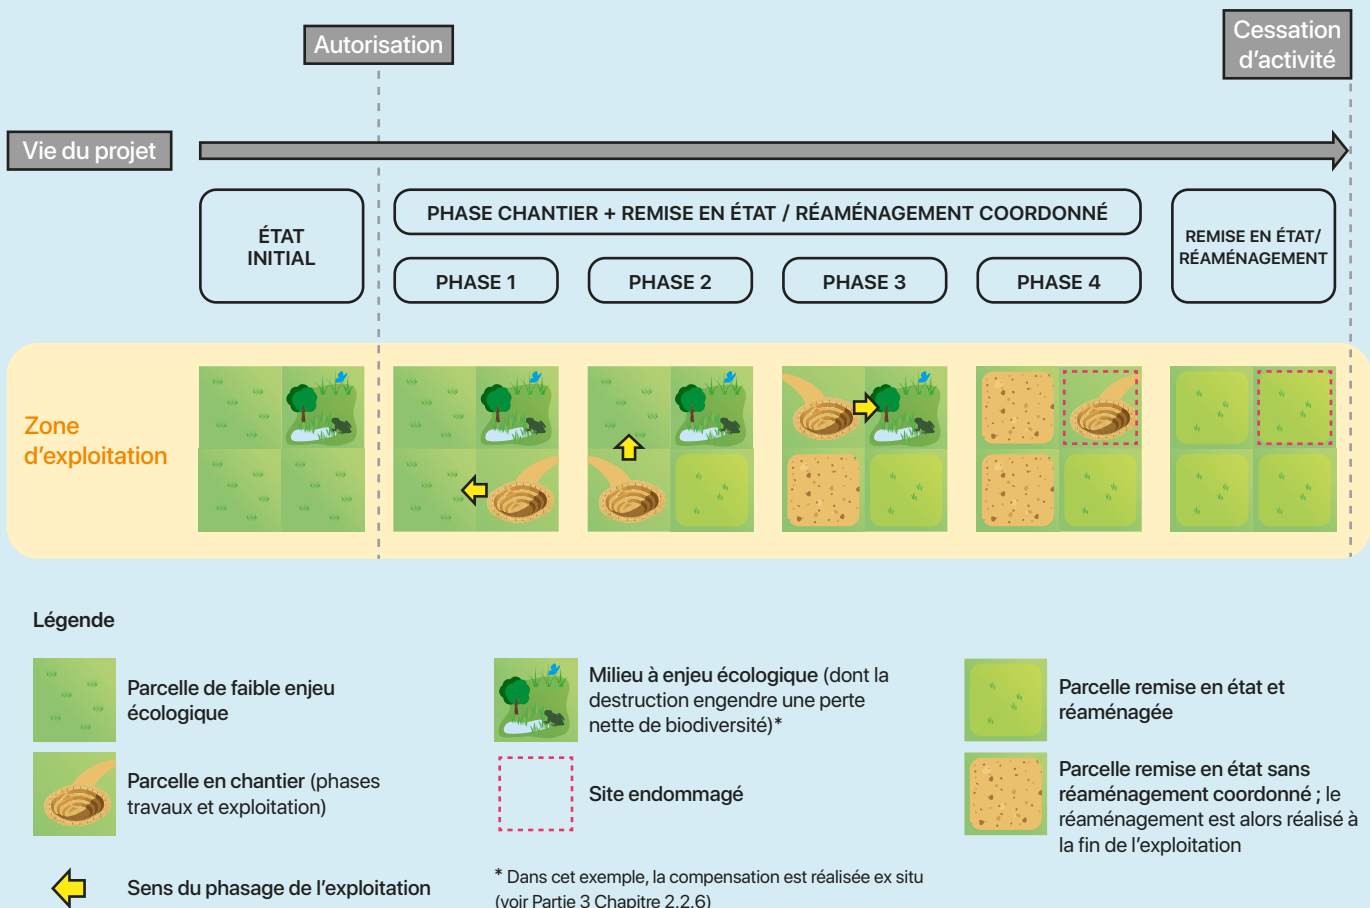 Autorisation
Cessation
d'activité
Vie du projet
ÉTAT
INITIAL
PHASE CHANTIER + REMISE EN ÉTAT / RÉAMÉNAGEMENT COORDONNÉ
PHASE 1
PHASE 2
PHASE 3
PHASE 4
REMISE EN ÉTAT/
RÉAMÉNAGEMENT
Zone
d'exploitation
Légende
Parcelle de faible enjeu
écologique
Parcelle en chantier (phases
travaux et exploitation)
Sens du phasage de l'exploitation
Milieu à enjeu écologique (dont la
destruction engendre une perte
nette de biodiversité)*
Site endommagé
* Dans cet exemple, la compensation est réalisée ex situ
(voir Partie 3 Chapitre 2.2.6)
Parcelle remise en état et
réaménagée
Parcelle remise en état sans
réaménagement coordonné ; le
réaménagement est alors réalisé à
la fin de l'exploitation